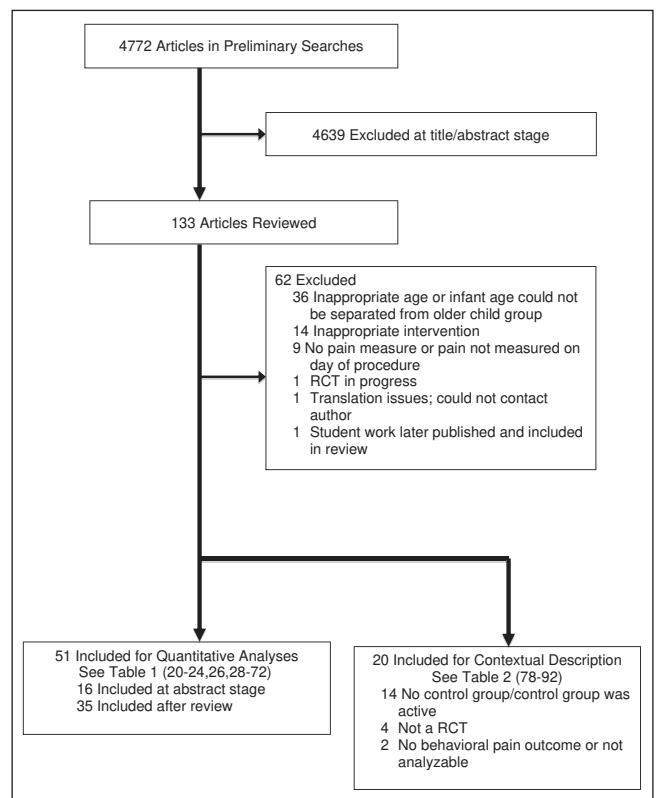 4772 Articles in Preliminary Searches
4639 Excluded at title/abstract stage
133 Articles Reviewed
62 Excluded
36 Inappropriate age or infant age could not
be separated from older child group
14 Inappropriate intervention
9 No pain measure or pain not measured on
day of procedure
1 RCT in progress
1 Translation issues; could not contact
author
1 Student work later published and included
in review
51 Included for Quantitative Analyses
See Table 1 (20-24,26,28-72)
16 Included at abstract stage
35 Included after review
20 Included for Contextual Description
See Table 2 (78-92)
14 No control group/control group was
active
4 Not a RCT
2 No behavioral pain outcome or not
analyzable